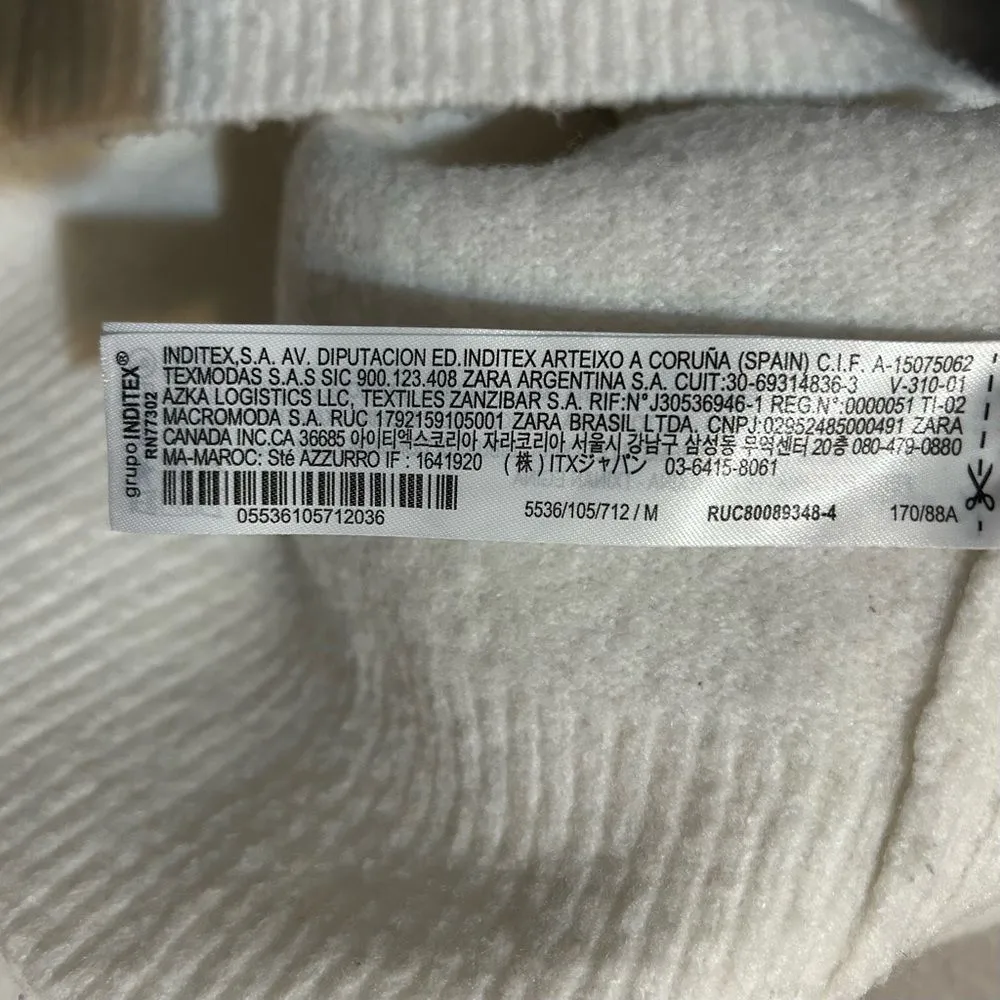 grupo INDITEX®
RN77302
INDITEX,S.A. AV. DIPUTACION ED.INDITEX ARTEIXO A CORUÑA (SPAIN) C.I.F. A-15075062
TEXMODAS S.A.S SIC 900.123.408 ZARA ARGENTINA S.A. CUIT:30-69314836-3 V-310-01
AZKA LOGISTICS LLC, TEXTILES ZANZIBAR S.A. RIF:N°J30536946-1 REG.N°:0000051 TI-02
MACROMODA S.A. RUC 1792159105001 ZARA BRASIL LTDA. CNPJ:02952485000491 ZARA
CANADA INC.CA 36685 아이티엑스코리아 자라코리아 서울시 강남구 삼성동 무역센터 20층 080-479-0880
MA-MAROC: Sté AZZURRO IF : 1641920 (株)ITXジャパン 03-6415-8061
05536105712036
5536/105/712 / M RUC80089348-4 170/88A